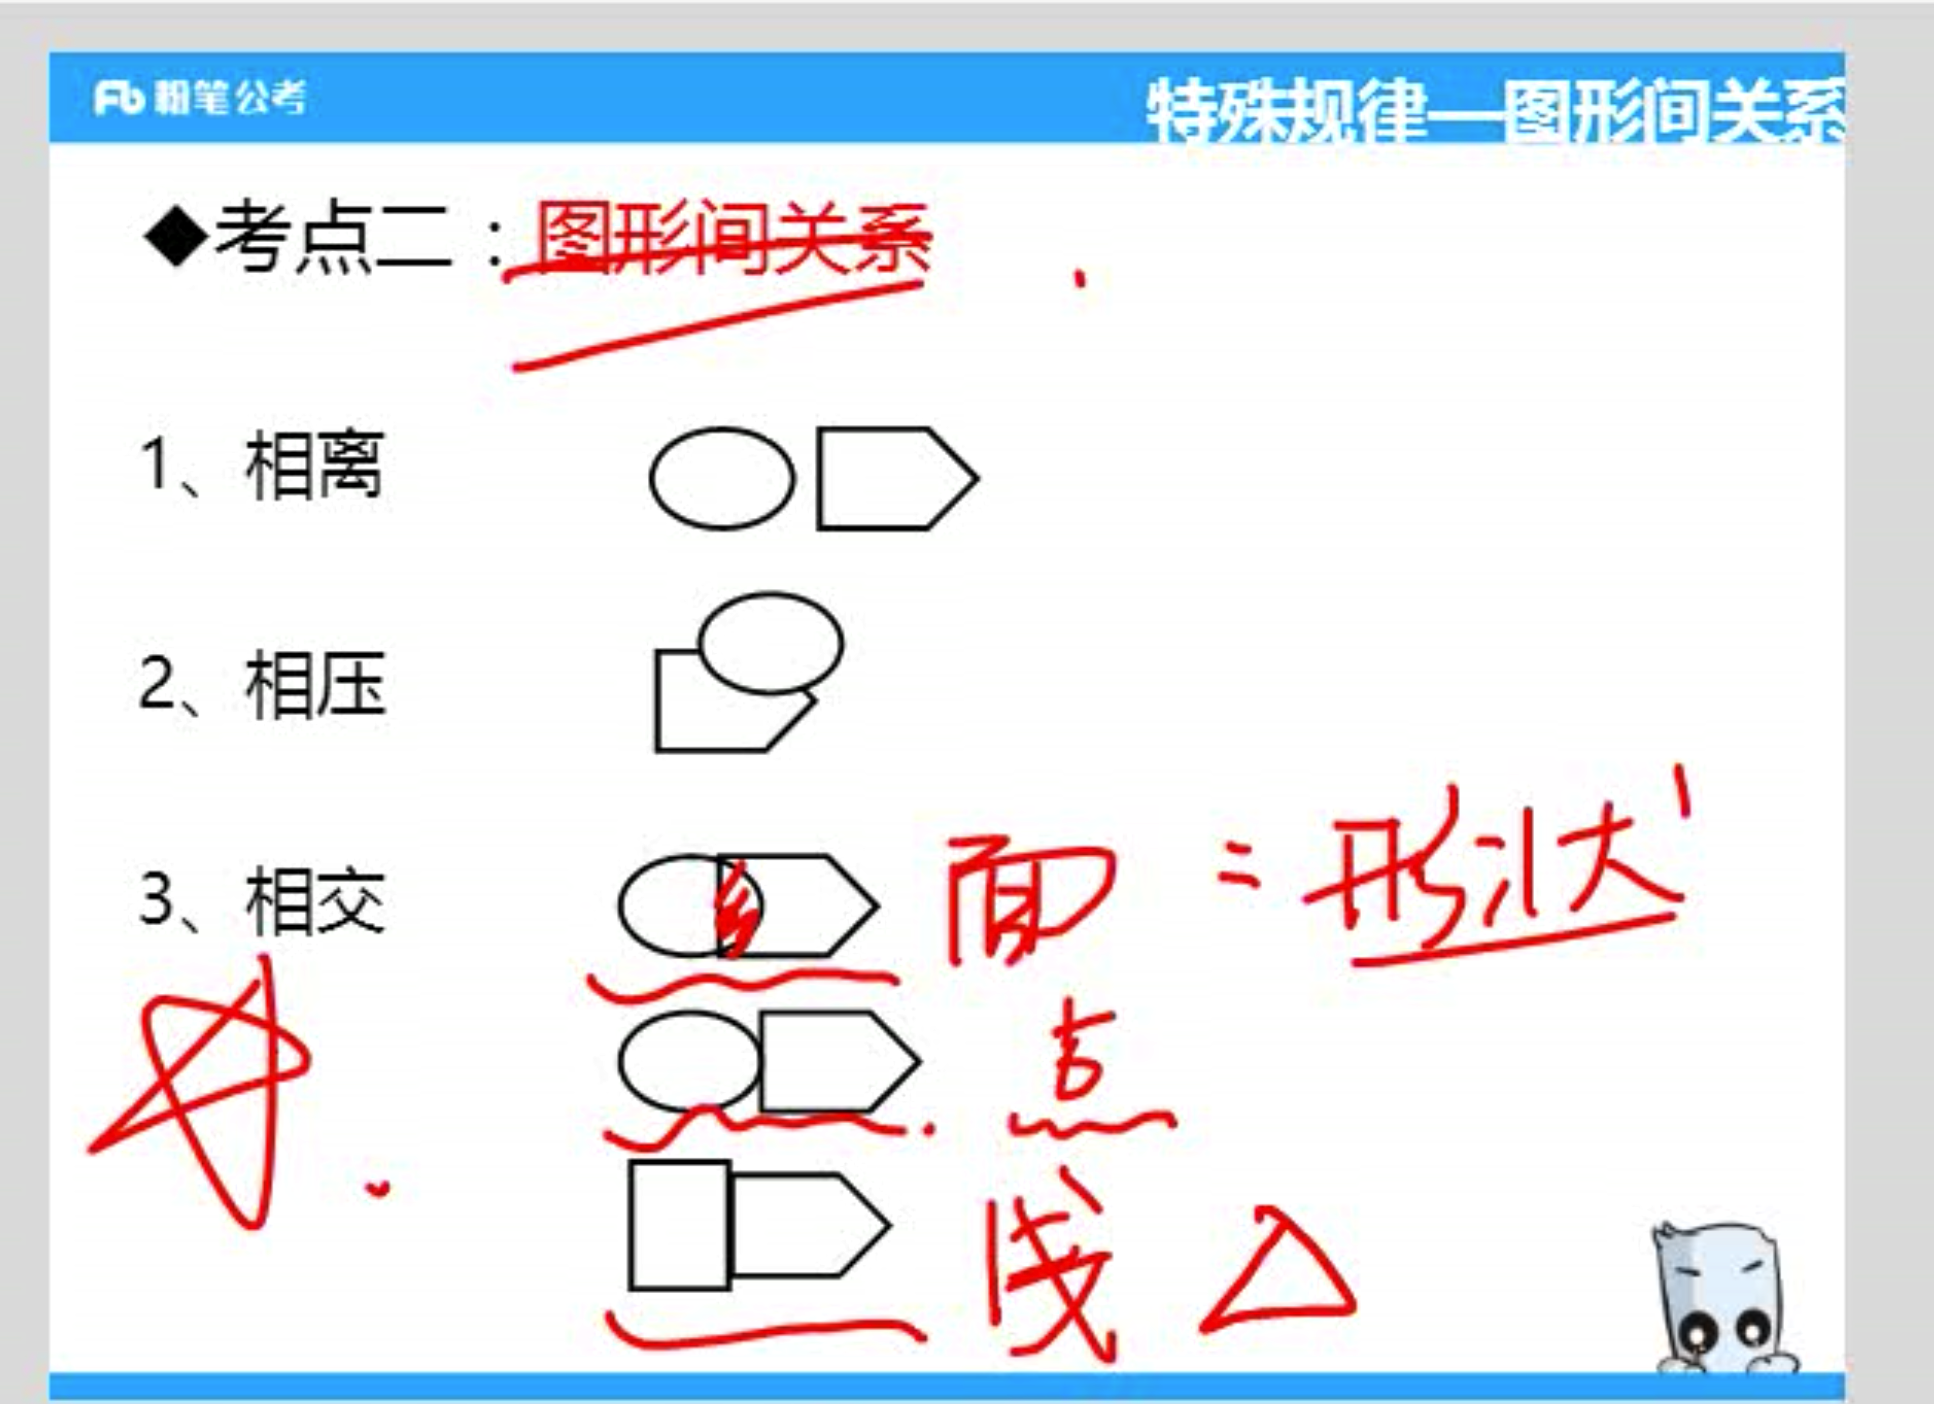 粉笔公考
特殊规律—图形间关系
◆考点二：图形间关系
1、相离
2、相压
3、相交
面 = 形状
点
线